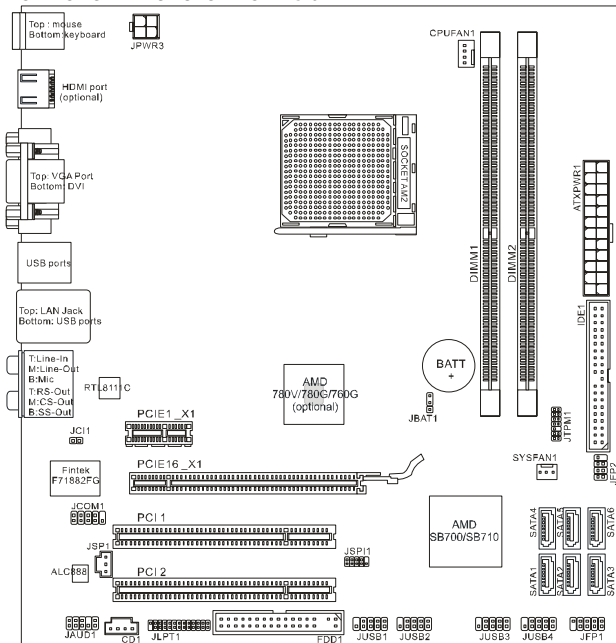 Top : mouse
Bottom:keyboard
JPWR3
CPUFAN1
HDMI port
(optional)
SOCKET AM2
Top: VGA Port
Bottom: DVI
ATXPWR1
DIMM1
DIMM2
USB ports
Top: LAN Jack
Bottom: USB ports
IDE1
T:Line-In
M:Line-Out
B:Mic
T:RS-Out
M:CS-Out
B:SS-Out
RTL8111C
AMD
780V/780G/760G
(optional)
BATT
+
JBAT1
PCIE1_X1
JCI1
JTPM1
SYSFAN1
JFP2
Fintek
F71882FG
PCIE16_X1
JCOM1
PCI 1
AMD
SB700/SB710
SATA4
SATA5
SATA6
JSP1
JSPI1
ALC888
PCI 2
SATA1
SATA2
SATA3
JAUD1
CD1
JLPT1
FDD1
JUSB1
JUSB2
JUSB3
JUSB4
JFP1